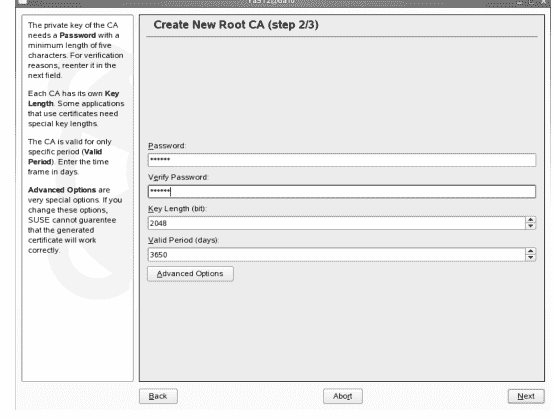 The private key of the CA
needs a Password with a
minimum length of five
characters. For verification
reasons, reenter it in the
next field.
Each CA has its own Key
Length. Some applications
that use certificates need
special key lengths.
The CA is valid for only
specific period (Valid
Period). Enter the time
frame in days.
Advanced Options are
very special options. If you
change these options,
SUSE cannot guarentee
that the generated
certificate will work
correctly.
Create New Root CA (step 2/3)
Password:
******
Verify Password:
******
Key Length (bit):
2048
Valid Period (days):
3650
Advanced Options
Back
Abort
Next